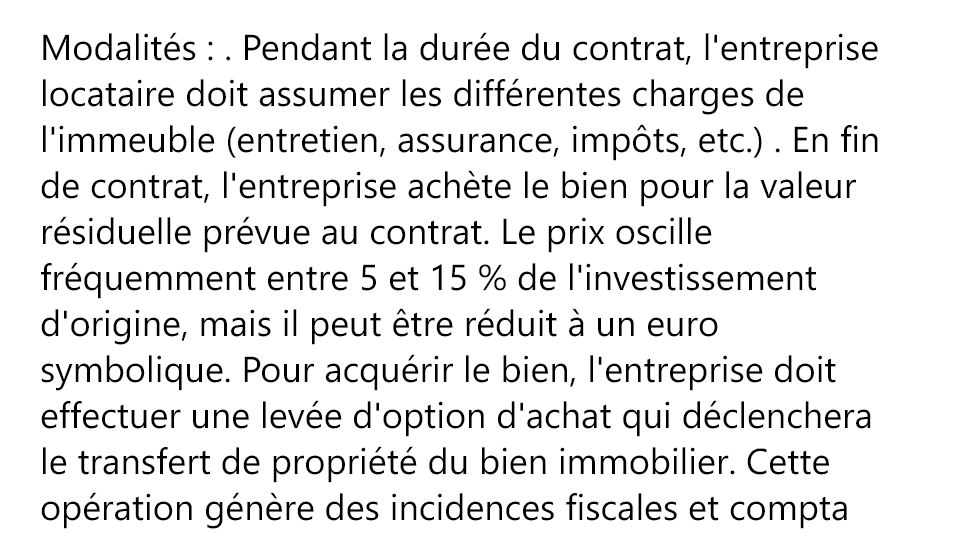 Modalités : . Pendant la durée du contrat, l'entreprise
locataire doit assumer les différentes charges de
l'immeuble (entretien, assurance, impôts, etc.) . En fin
de contrat, l'entreprise achète le bien pour la valeur
résiduelle prévue au contrat. Le prix oscille
fréquemment entre 5 et 15 % de l'investissement
d'origine, mais il peut être réduit à un euro
symbolique. Pour acquérir le bien, l'entreprise doit
effectuer une levée d'option d'achat qui déclenchera
le transfert de propriété du bien immobilier. Cette
opération génère des incidences fiscales et compta